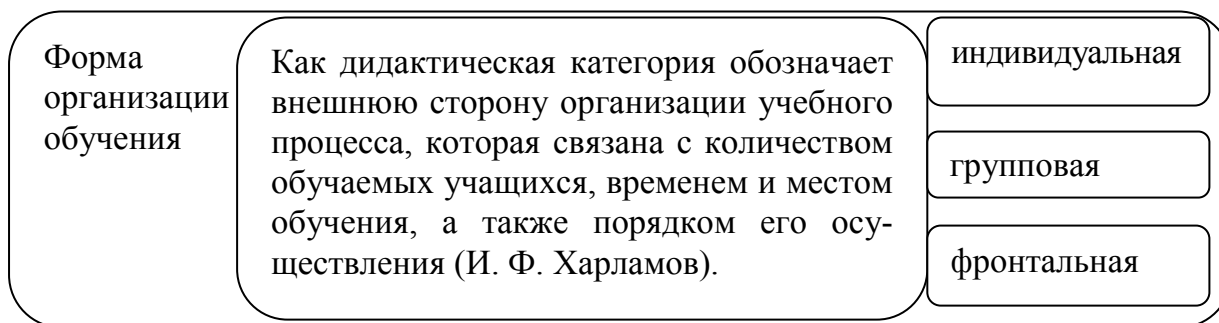 Форма
организации
обучения
Как дидактическая категория обозначает
внешнюю сторону организации учебного
процесса, которая связана с количеством
обучаемых учащихся, временем и местом
обучения, а также порядком его осу-
ществления (И. Ф. Харламов).
индивидуальная
групповая
фронтальная